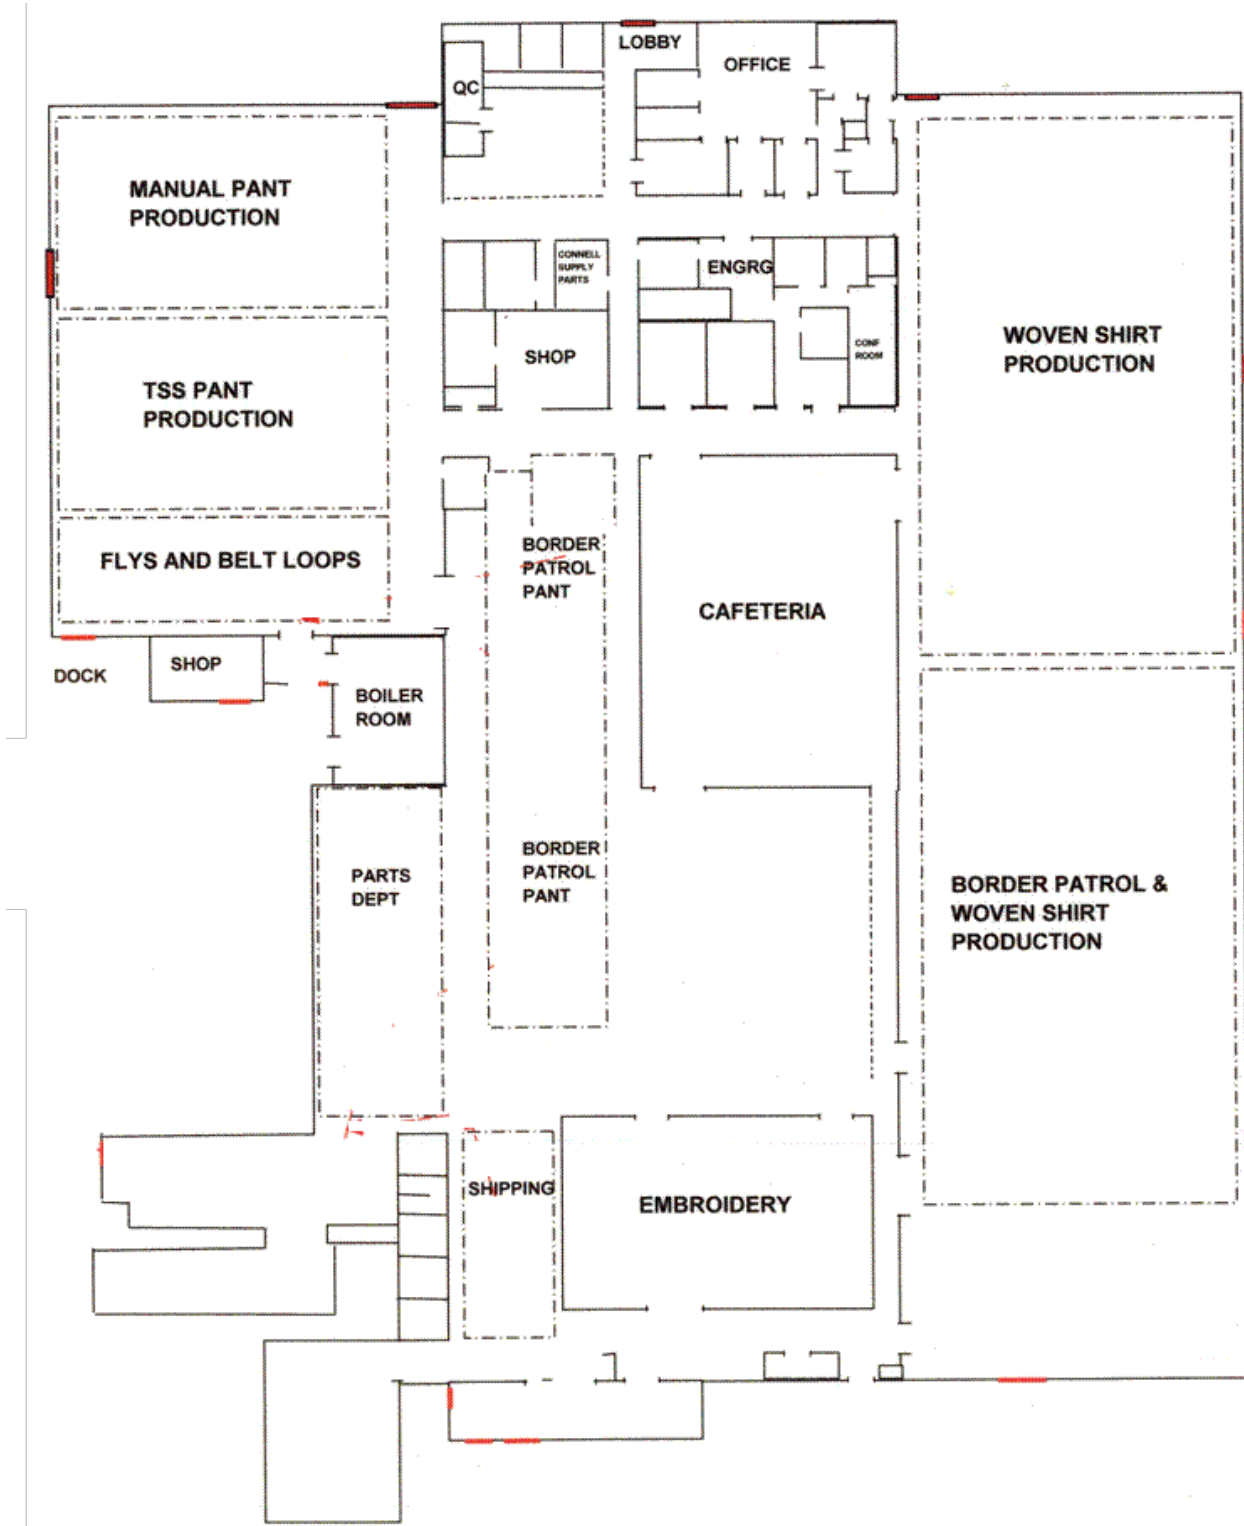 LOBBY
OFFICE
QC
MANUAL PANT
PRODUCTION
CONNELL
SUPPLY
PARTS
ENGRG
WOVEN SHIRT
PRODUCTION
SHOP
CONF
ROOM
TSS PANT
PRODUCTION
FLYS AND BELT LOOPS
BORDER
PATROL
PANT
CAFETERIA
DOCK
SHOP
BOILER
ROOM
PARTS
DEPT
BORDER
PATROL
PANT
BORDER PATROL &
WOVEN SHIRT
PRODUCTION
SHIPPING
EMBROIDERY